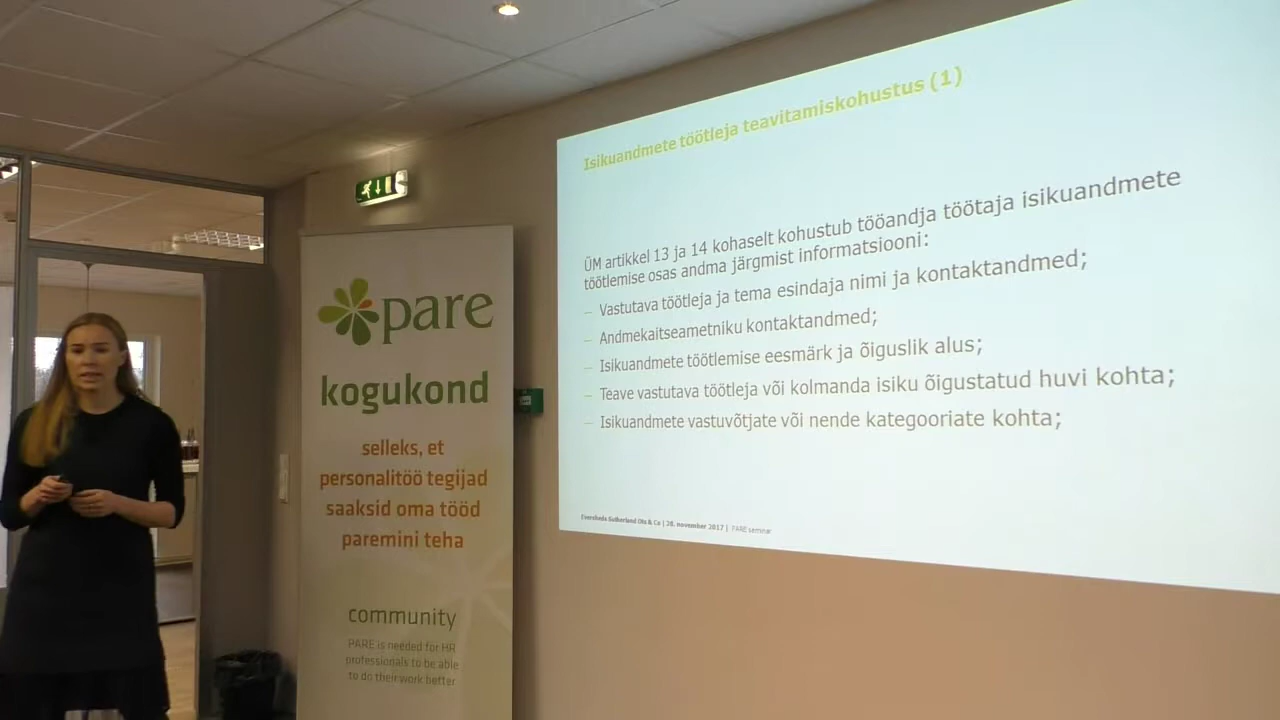 Isikuandmete töötleja teavitamiskohustus (1)
ÜM artikkel 13 ja 14 kohaselt kohustub tööandja töötaja isikuandmete
töötlemise osas andma järgmist informatsiooni:
– Vastutava töötleja ja tema esindaja nimi ja kontaktandmed;
– Andmekaitseametniku kontaktandmed;
– Isikuandmete töötlemise eesmärk ja õiguslik alus;
– Teave vastutava töötleja või kolmanda isiku õigustatud huvi kohta;
– Isikuandmete vastuvõtjate või nende kategooriate kohta;
Eversheds Sutherland Ots & Co | 28. november 2017 | PARE seminar
pare
kogukond
selleks, et
personalitöö tegijad
saaksid oma tööd
paremini teha
community
PARE is needed for HR
professionals to be able
to do their work better